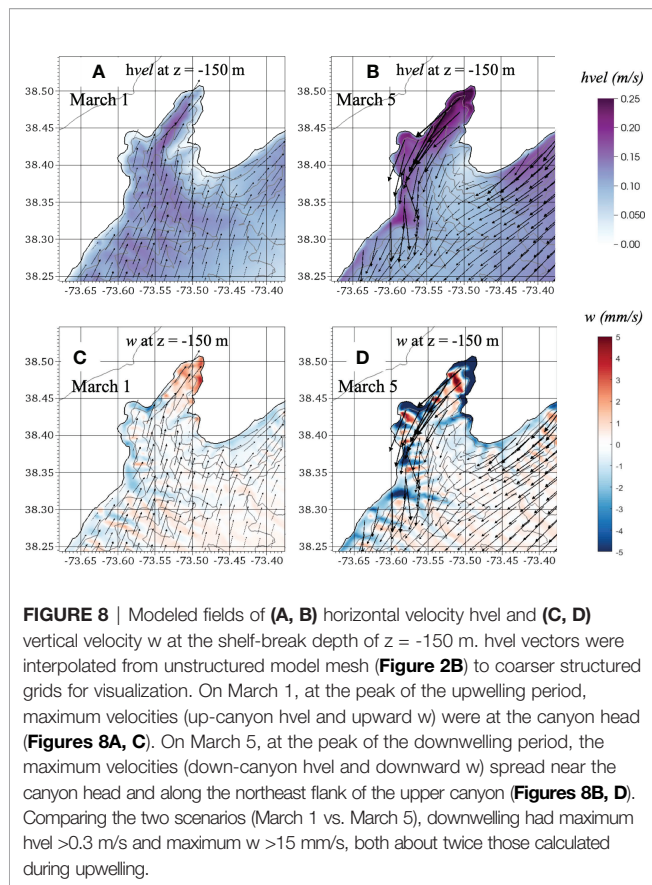 A
hvel at z = -150 m
March 1
38.50
38.45
38.40
38.35
38.30
38.25
-73.65 -73.60 -73.55 -73.50 -73.45 -73.40
B
hvel at z = -150 m
March 5
38.50
38.45
38.40
38.35
38.30
38.25
-73.65 -73.60 -73.55 -73.50 -73.45 -73.40
hvel (m/s)
0.25
0.20
0.15
0.10
0.050
0.00
C
w at z = -150 m
March 1
38.50
38.45
38.40
38.35
38.30
38.25
-73.65 -73.60 -73.55 -73.50 -73.45 -73.40
D
w at z = -150 m
March 5
38.50
38.45
38.40
38.35
38.30
38.25
-73.65 -73.60 -73.55 -73.50 -73.45 -73.40
w (mm/s)
5
4
3
2
1
0
-1
-2
-3
-4
-5
FIGURE 8 | Modeled fields of (A, B) horizontal velocity hvel and (C, D)
vertical velocity w at the shelf-break depth of z = -150 m. hvel vectors were
interpolated from unstructured model mesh (Figure 2B) to coarser structured
grids for visualization. On March 1, at the peak of the upwelling period,
maximum velocities (up-canyon hvel and upward w) were at the canyon head
(Figures 8A, C). On March 5, at the peak of the downwelling period, the
maximum velocities (down-canyon hvel and downward w) spread near the
canyon head and along the northeast flank of the upper canyon (Figures 8B, D).
Comparing the two scenarios (March 1 vs. March 5), downwelling had maximum
hvel >0.3 m/s and maximum w >15 mm/s, both about twice those calculated
during upwelling.